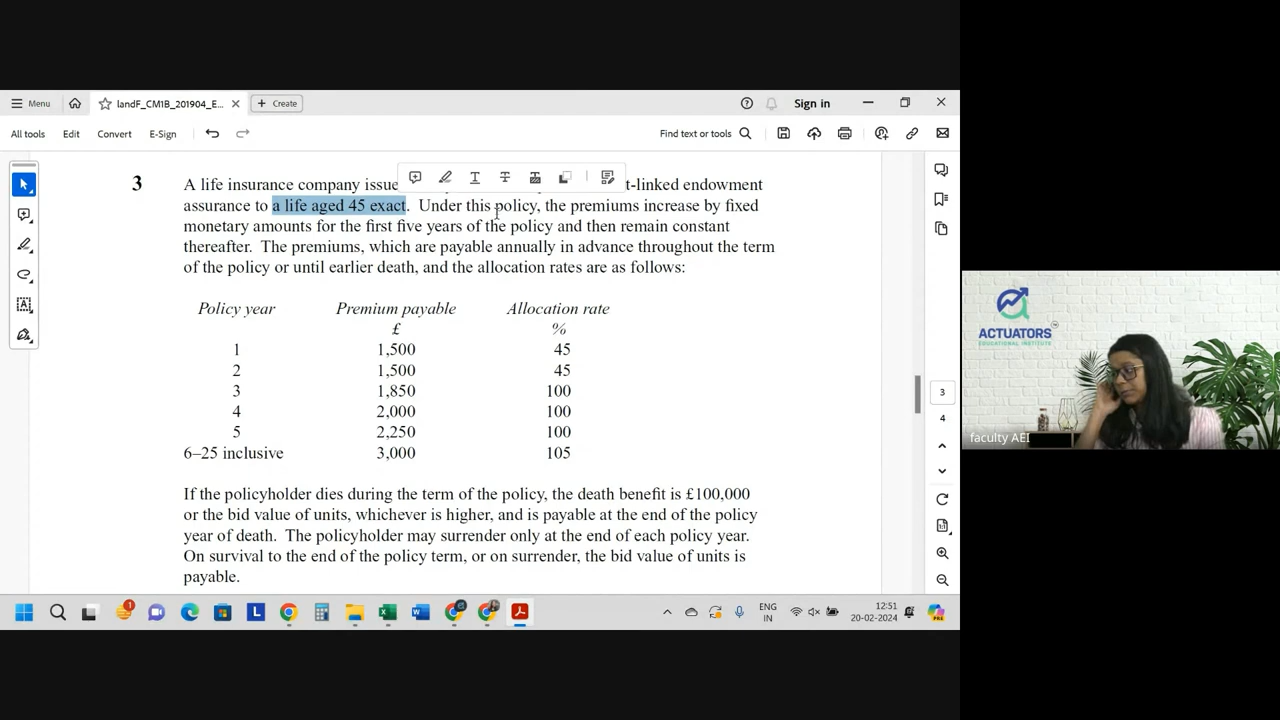 Menu
landF_CM1B_201904_E...
Create
Sign in
All tools
Edit
Convert
E-Sign
Find text or tools
3
A life insurance company issue t-linked endowment
assurance to a life aged 45 exact. Under this policy, the premiums increase by fixed
monetary amounts for the first five years of the policy and then remain constant
thereafter. The premiums, which are payable annually in advance throughout the term
of the policy or until earlier death, and the allocation rates are as follows:
Policy year Premium payable Allocation rate
£ %
1 1,500 45
2 1,500 45
3 1,850 100
4 2,000 100
5 2,250 100
6–25 inclusive 3,000 105
If the policyholder dies during the term of the policy, the death benefit is £100,000
or the bid value of units, whichever is higher, and is payable at the end of the policy
year of death. The policyholder may surrender only at the end of each policy year.
On survival to the end of the policy term, or on surrender, the bid value of units is
payable.
3
4
ACTUATORS
EDUCATIONAL INSTITUTE
TM
faculty AEI
1
L
ENG
IN
12:51
20-02-2024
PRE